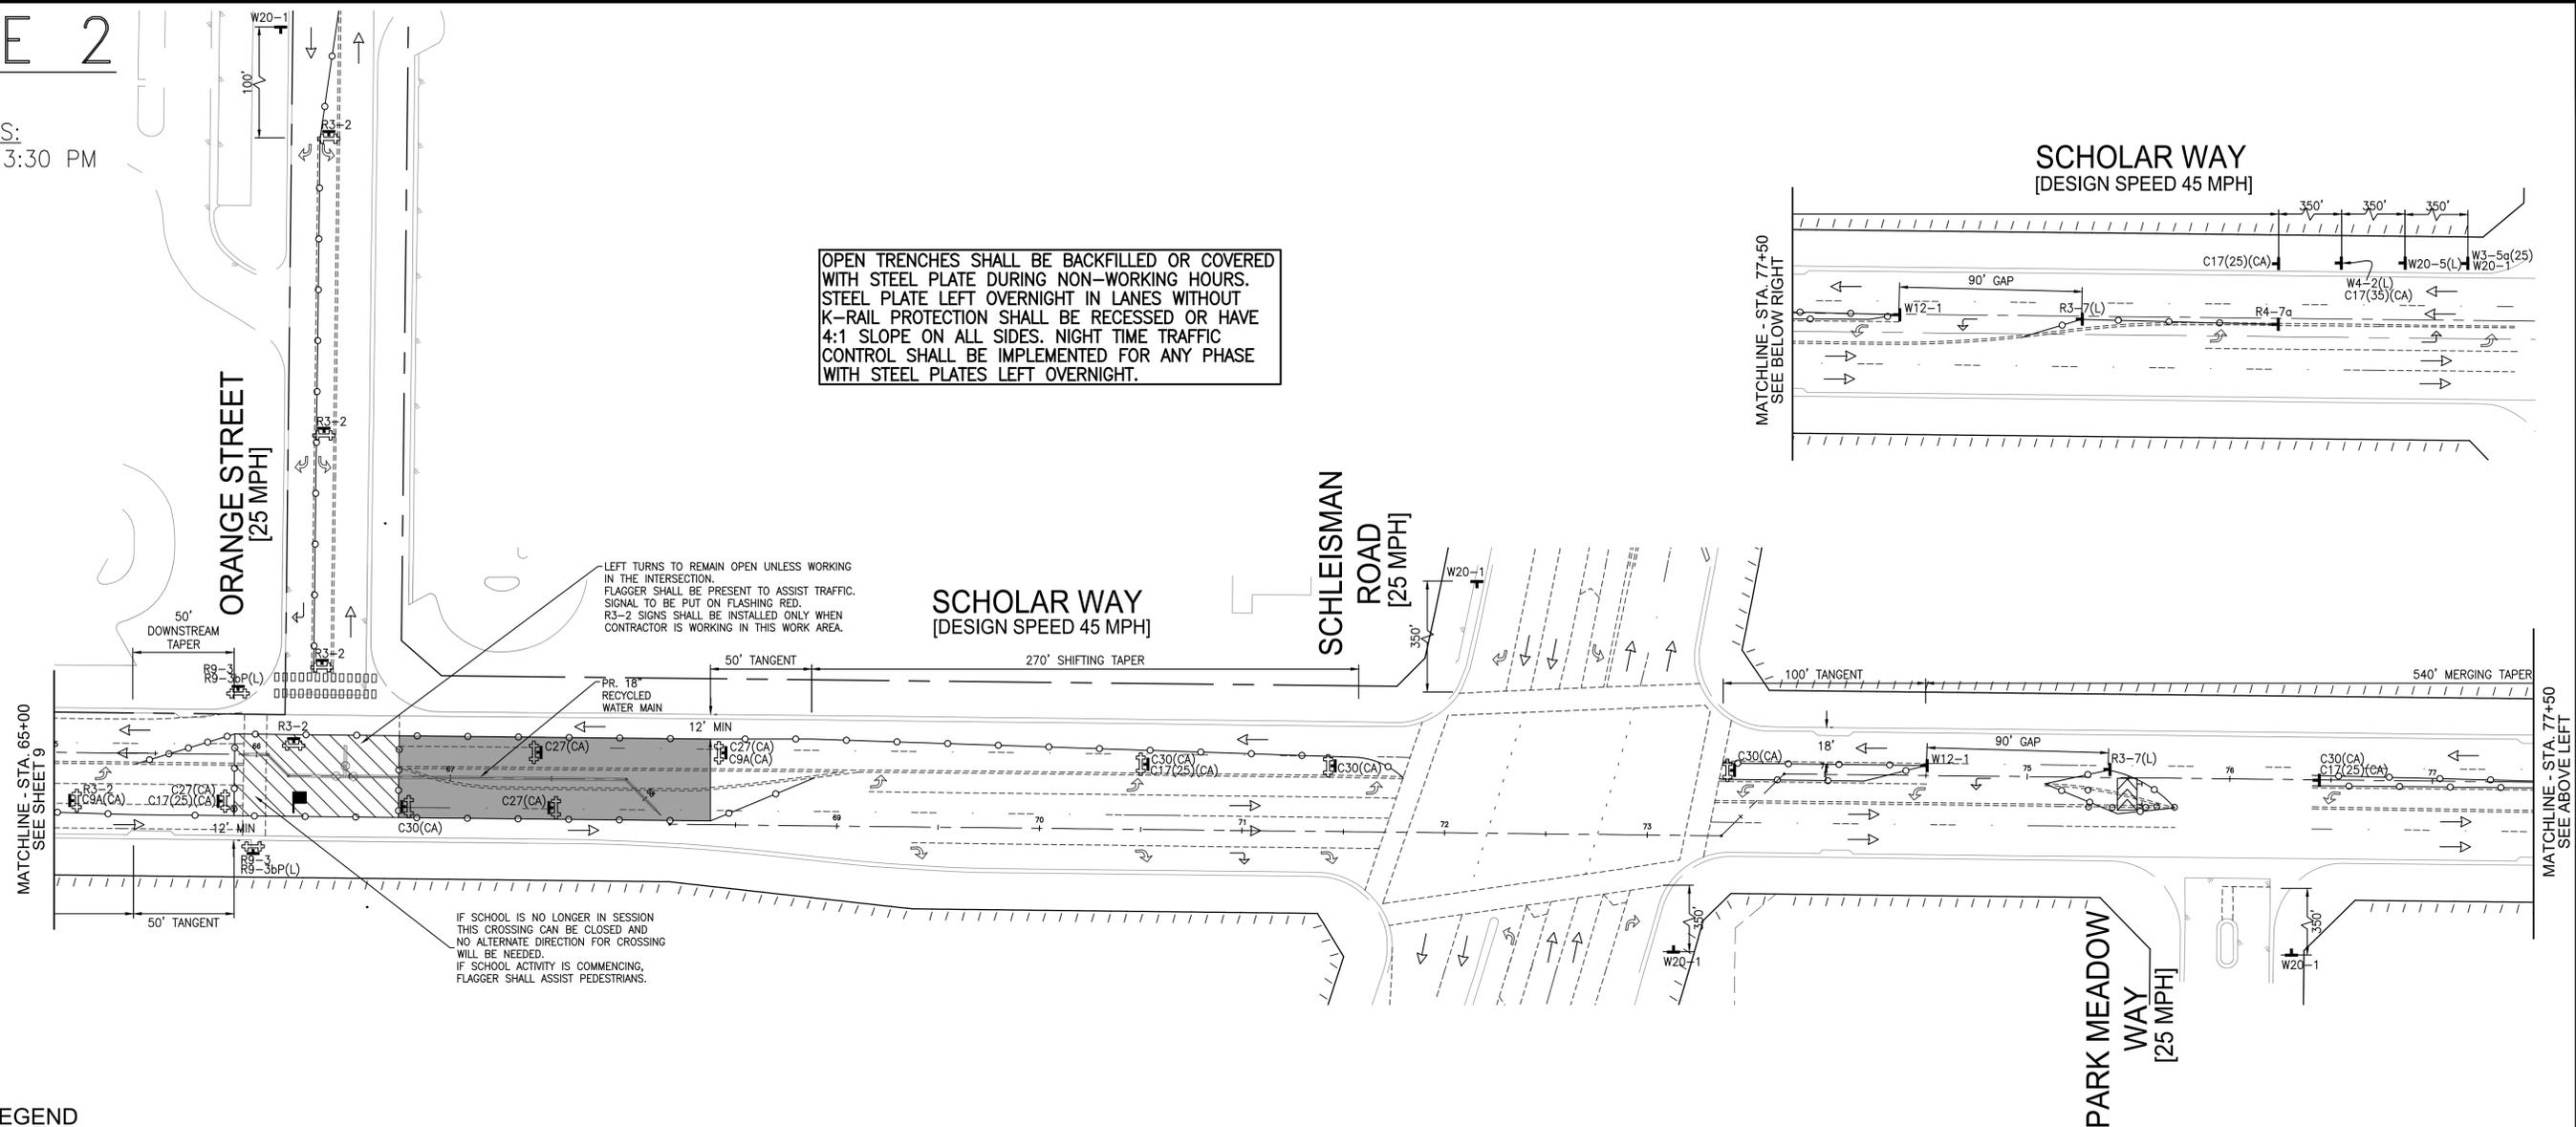 E 2
S:
3:30 PM
W20-1
100'
R3-2
R3-2
ORANGE STREET
[25 MPH]
50'
DOWNSTREAM
TAPER
R3-2
R9-3
R9-3bP(L)
OPEN TRENCHES SHALL BE BACKFILLED OR COVERED
WITH STEEL PLATE DURING NON-WORKING HOURS.
STEEL PLATE LEFT OVERNIGHT IN LANES WITHOUT
K-RAIL PROTECTION SHALL BE RECESSED OR HAVE
4:1 SLOPE ON ALL SIDES. NIGHT TIME TRAFFIC
CONTROL SHALL BE IMPLEMENTED FOR ANY PHASE
WITH STEEL PLATES LEFT OVERNIGHT.
SCHOLAR WAY
[DESIGN SPEED 45 MPH]
350'
350'
350'
MATCHLINE - STA. 77+50
SEE BELOW RIGHT
C17(25)(CA)
W4-2(L)
C17(35)(CA)
W20-5(L)
W3-5a(25)
W20-1
90' GAP
W12-1
R3-7(L)
R4-7a
LEFT TURNS TO REMAIN OPEN UNLESS WORKING
IN THE INTERSECTION.
FLAGGER SHALL BE PRESENT TO ASSIST TRAFFIC.
SIGNAL TO BE PUT ON FLASHING RED.
R3-2 SIGNS SHALL BE INSTALLED ONLY WHEN
CONTRACTOR IS WORKING IN THIS WORK AREA.
SCHOLAR WAY
[DESIGN SPEED 45 MPH]
SCHLEISMAN
ROAD
[25 MPH]
W20-1
350'
50' TANGENT
270' SHIFTING TAPER
PR. 18"
RECYCLED
WATER MAIN
100' TANGENT
540' MERGING TAPER
MATCHLINE - STA. 65+00
SEE SHEET 9
R3-2
12' MIN
C27(CA)
C27(CA)
C9A(CA)
66
67
68
C30(CA)
C17(25)(CA)
C30(CA)
C30(CA)
18'
90' GAP
W12-1
R3-7(L)
C30(CA)
C17(25)(CA)
R3-2
C9A(CA)
C27(CA)
C17(25)(CA)
C27(CA)
C30(CA)
12' MIN
69
70
71
72
73
75
76
77
R9-3
R9-3bP(L)
50' TANGENT
IF SCHOOL IS NO LONGER IN SESSION
THIS CROSSING CAN BE CLOSED AND
NO ALTERNATE DIRECTION FOR CROSSING
WILL BE NEEDED.
IF SCHOOL ACTIVITY IS COMMENCING,
FLAGGER SHALL ASSIST PEDESTRIANS.
350'
W20-1
350'
W20-1
PARK MEADOW
WAY
[25 MPH]
MATCHLINE - STA. 77+50
SEE ABOVE LEFT
EGEND